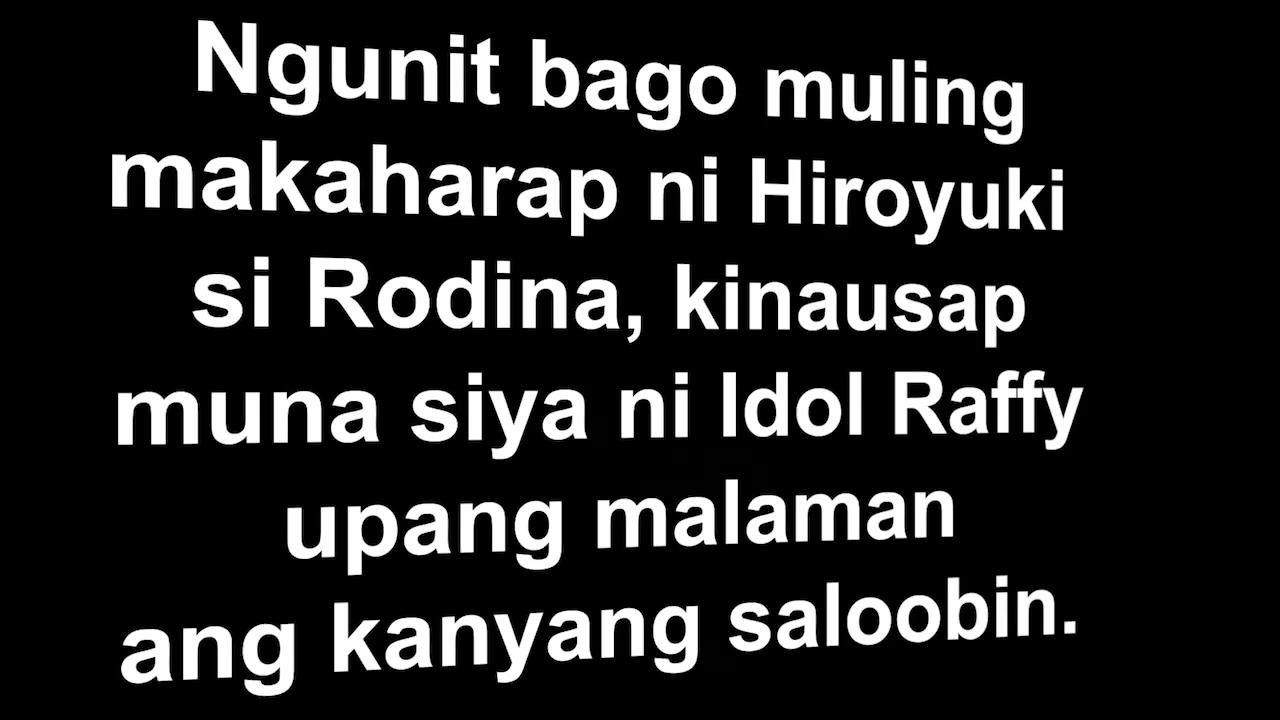 Ngunit bago muling
makaharap ni Hiroyuki
si Rodina, kinausap
muna siya ni Idol Raffy
upang malaman
ang kanyang saloobin.